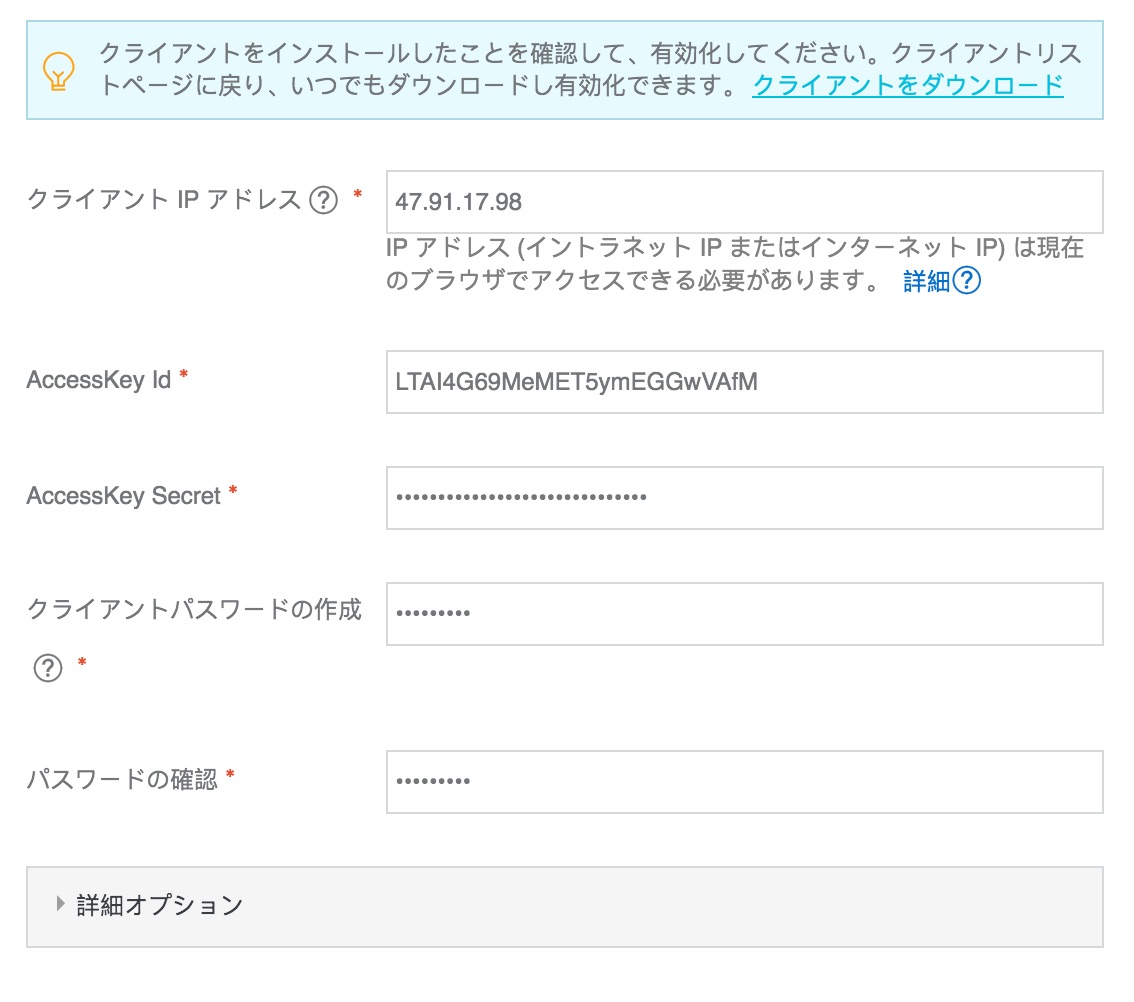 クライアントをインストールしたことを確認して、有効化してください。クライアントリス
トページに戻り、いつでもダウンロードし有効化できます。 クライアントをダウンロード
クライアント IP アドレス ? *
47.91.17.98
IP アドレス (イントラネット IP またはインターネット IP) は現在
のブラウザでアクセスできる必要があります。 詳細?
AccessKey Id *
LTAI4G69MeMET5ymEGGwVAfM
AccessKey Secret *
••••••••••••••••••••••••••••••
クライアントパスワードの作成
? *
•••••••••
パスワードの確認 *
•••••••••
詳細オプション